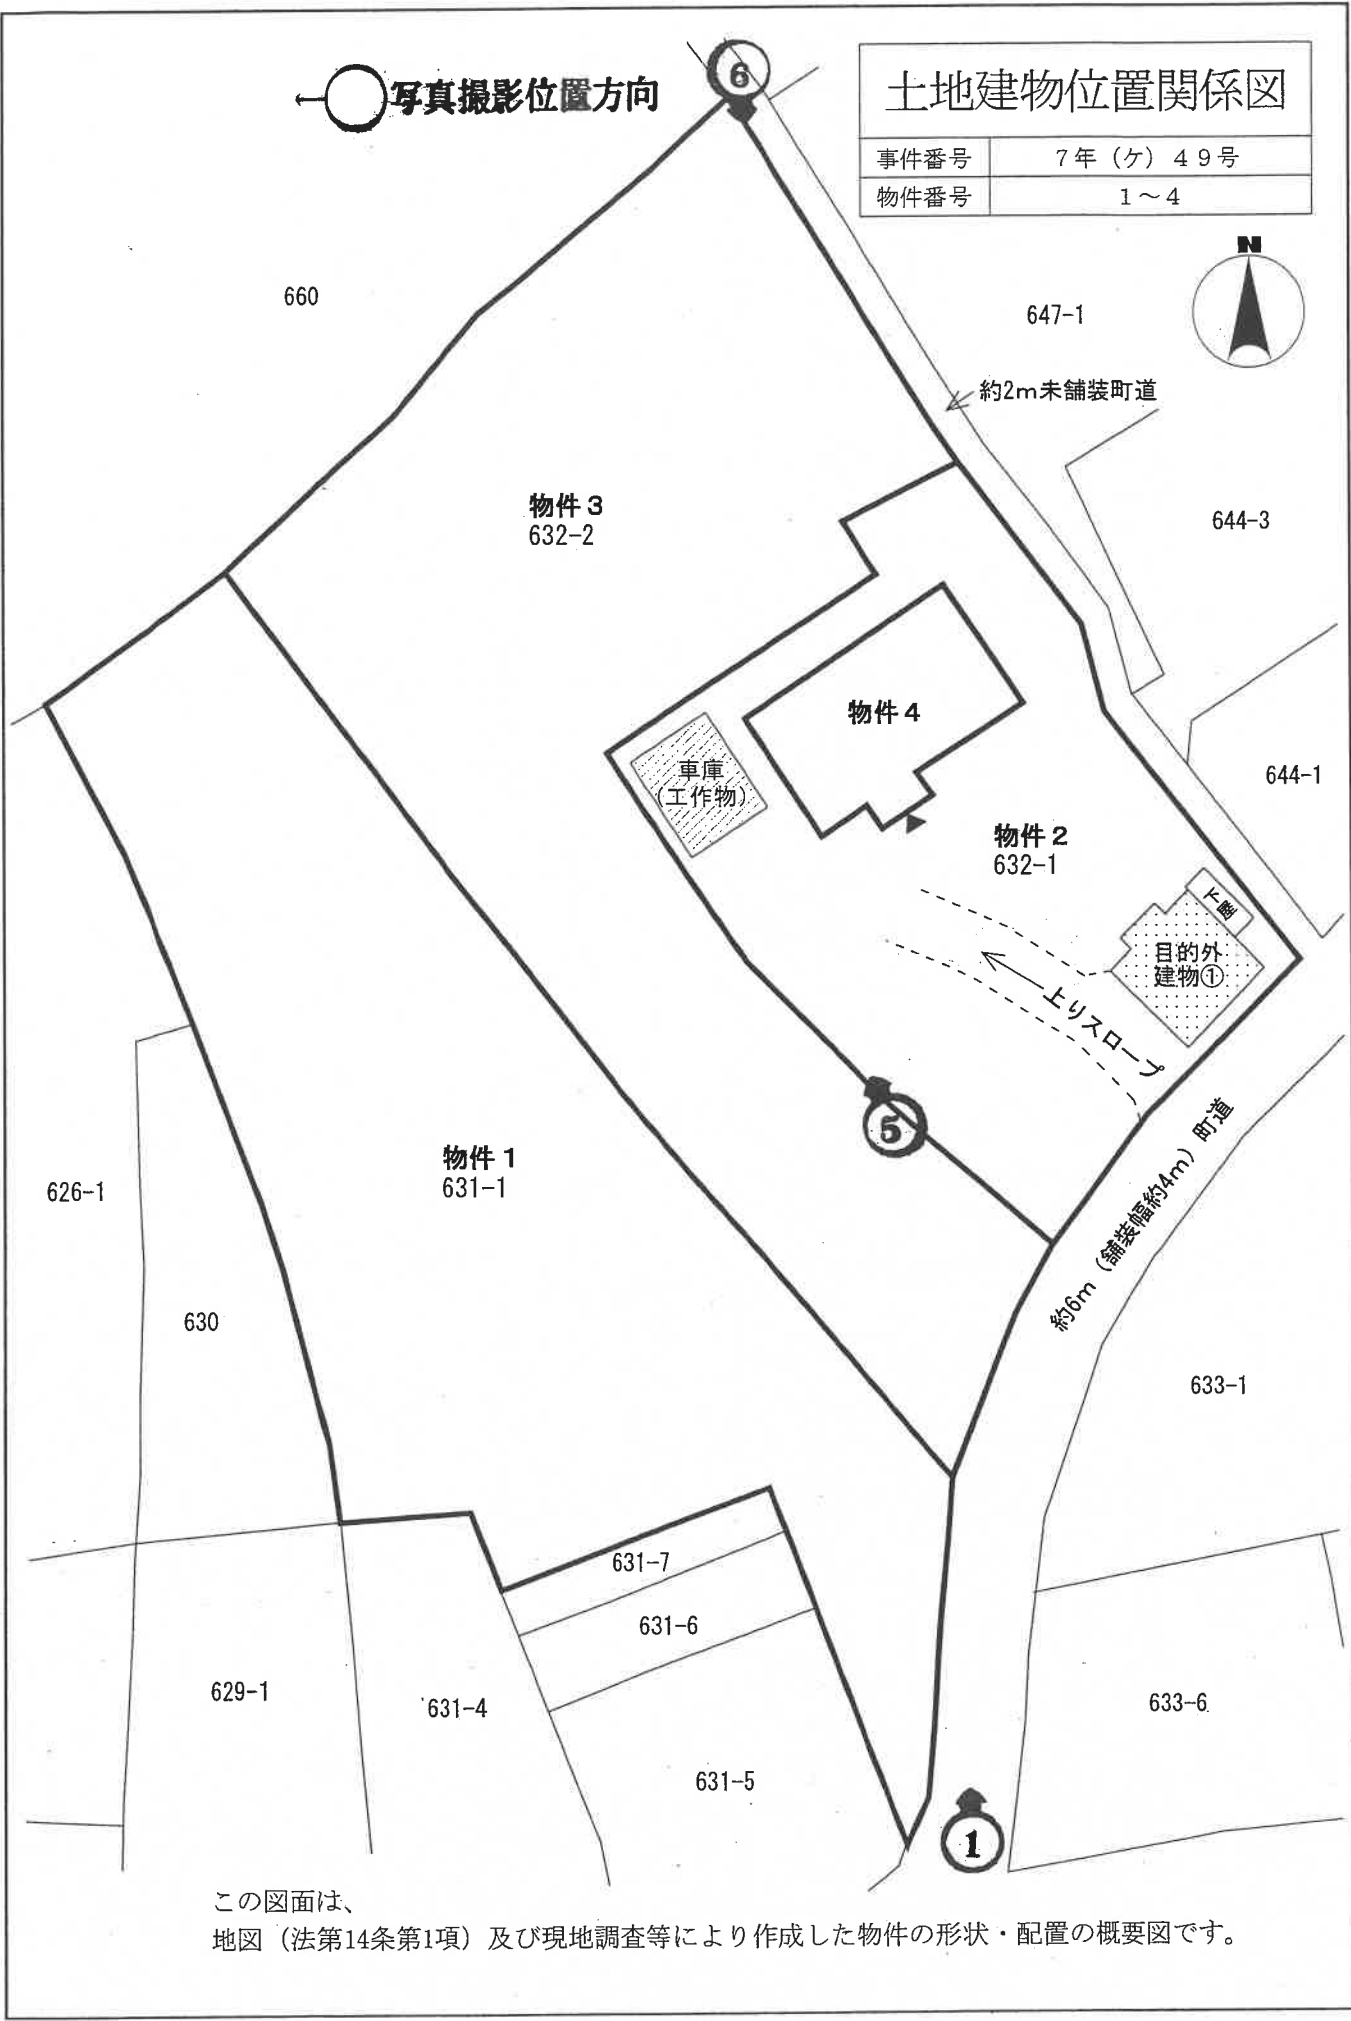 写真撮影位置方向
6
土地建物位置関係図
事件番号 7年（ケ）49号
物件番号 1～4
N
660
647-1
約2m未舗装町道
物件3
632-2
644-3
物件4
車庫
（工作物）
644-1
物件2
632-1
下屋
目的外
建物①
上りスロープ
5
約6m（舗装幅約4m）町道
物件1
631-1
626-1
630
633-1
631-7
631-6
629-1
631-4
633-6
631-5
1
この図面は、
地図（法第14条第1項）及び現地調査等により作成した物件の形状・配置の概要図です。